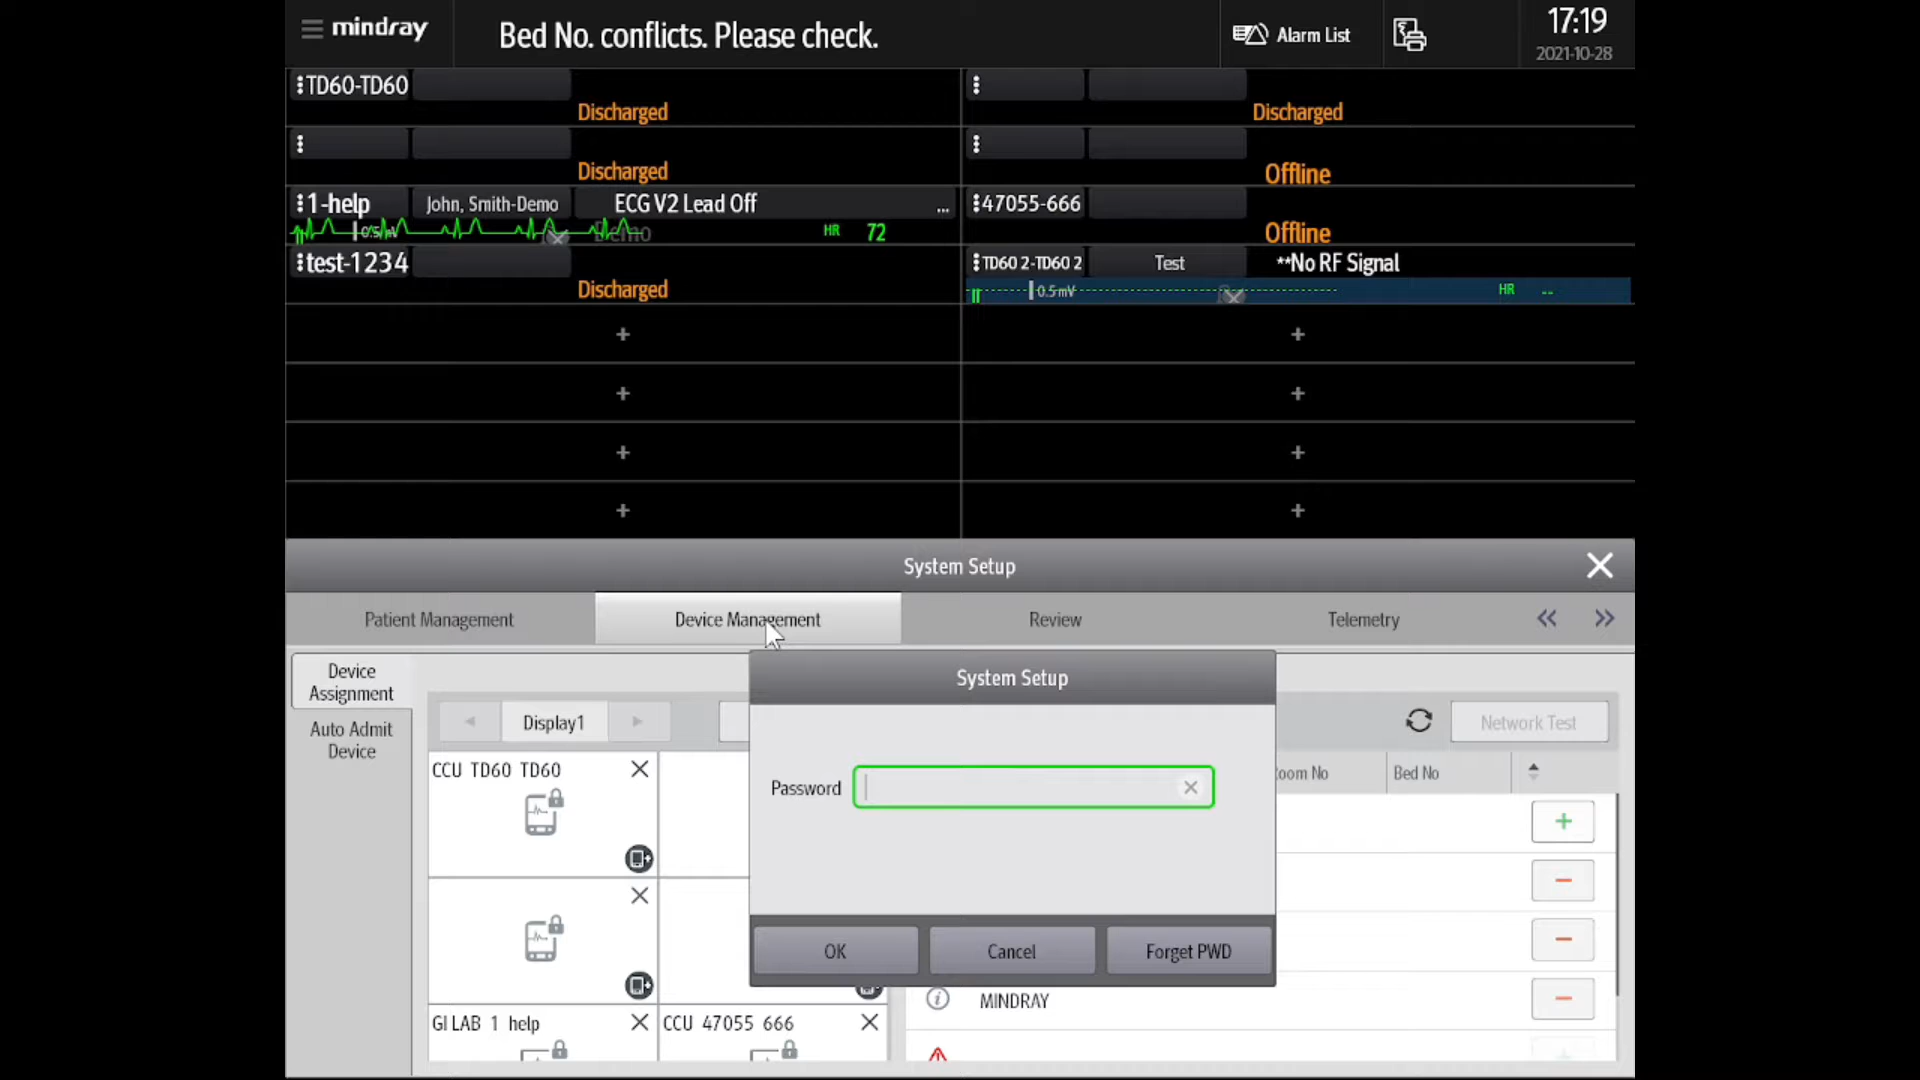 mindray
Bed No. conflicts. Please check.
Alarm List
17:19
2021-10-28
TD60-TD60
Discharged
Discharged
Discharged
Offline
1-help John, Smith-Demo ECG V2 Lead Off ...
0.5mV Demo HR 72
47055-666
Offline
test-1234
Discharged
TD60 2-TD60 2 Test **No RF Signal
0.5mV HR --
System Setup
Patient Management Device Management Review Telemetry
Device
Assignment
Auto Admit
Device
Display1
Network Test
CCU TD60 TD60
Room No Bed No
System Setup
Password
OK Cancel Forget PWD
MINDRAY
GI LAB 1 help
CCU 47055 666